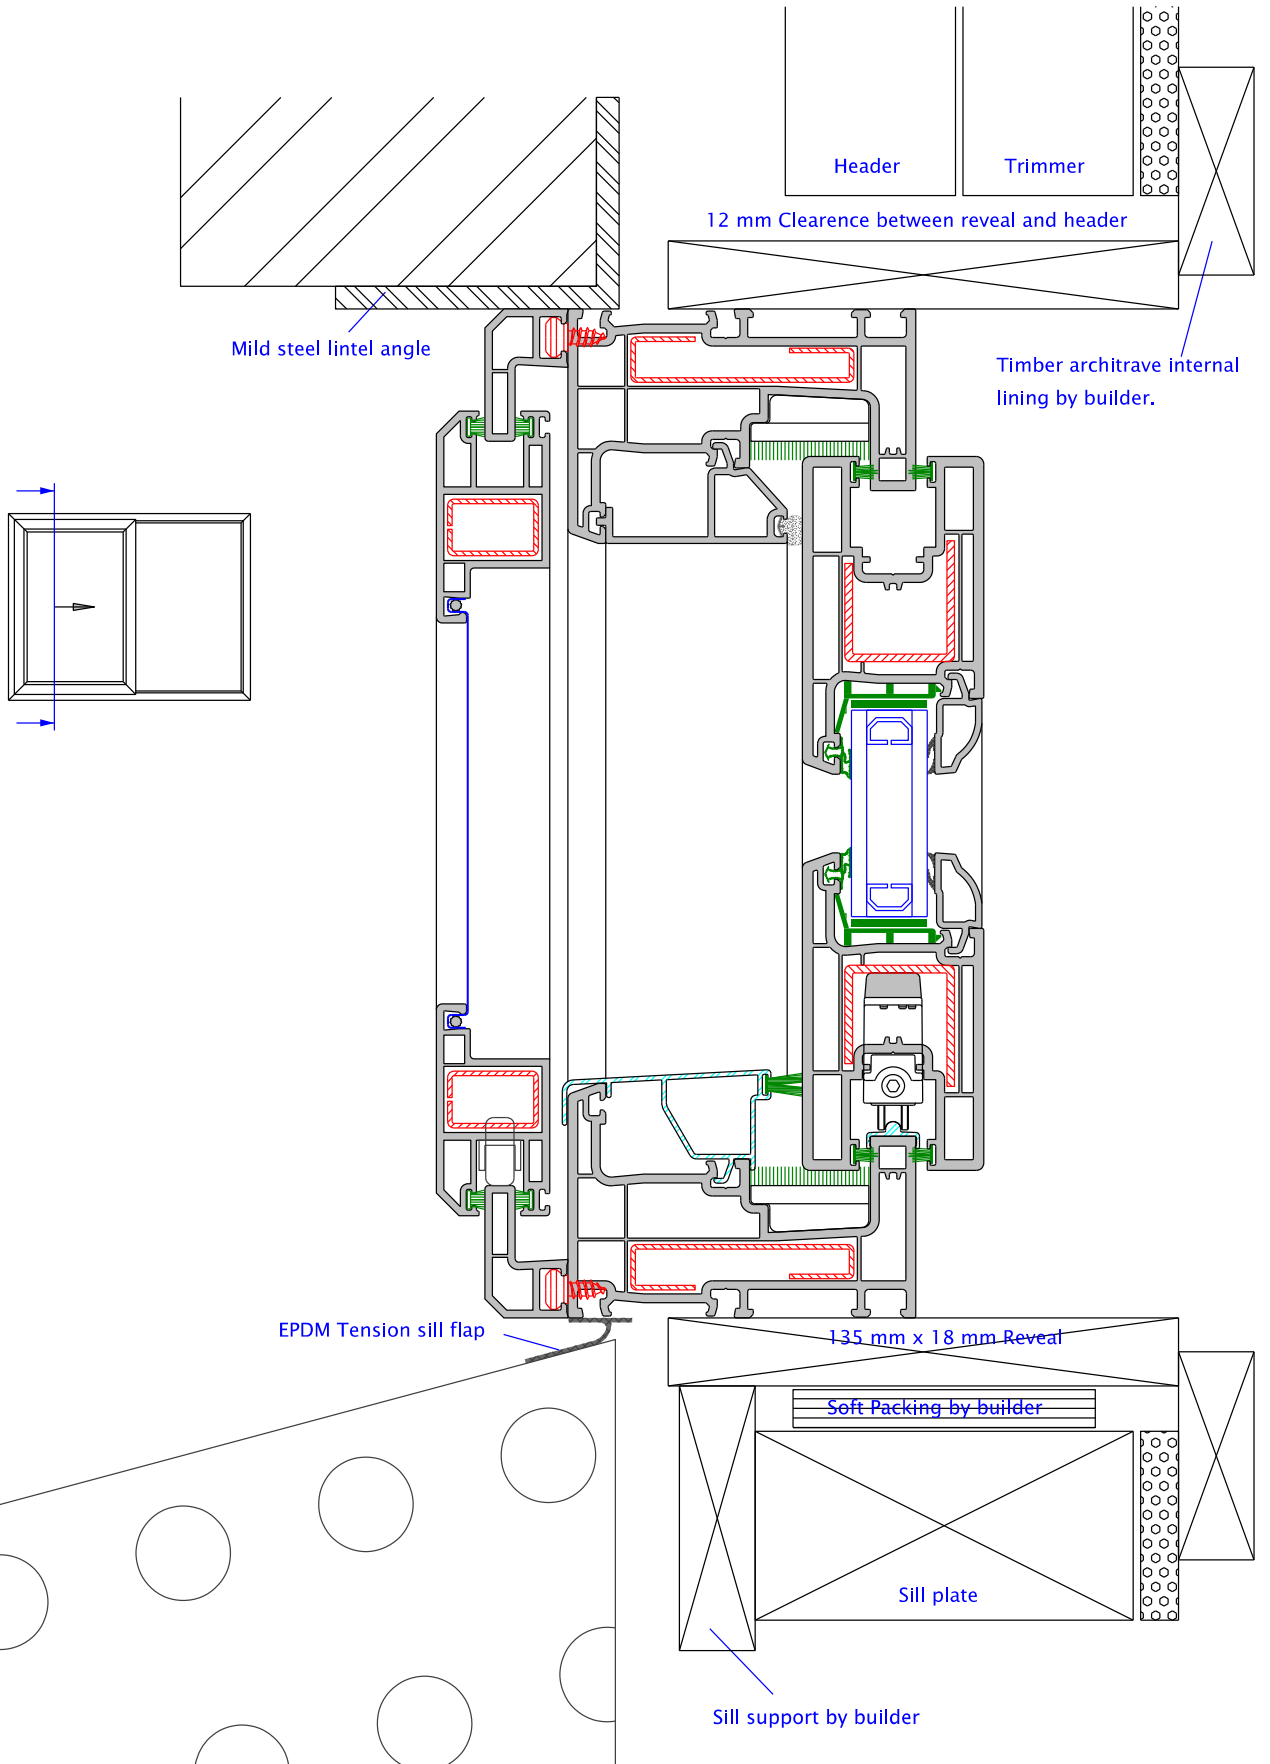 Header
Trimmer
12 mm Clearence between reveal and header
Mild steel lintel angle
Timber architrave internal
lining by builder.
EPDM Tension sill flap
135 mm x 18 mm Reveal
Soft Packing by builder
Sill plate
Sill support by builder